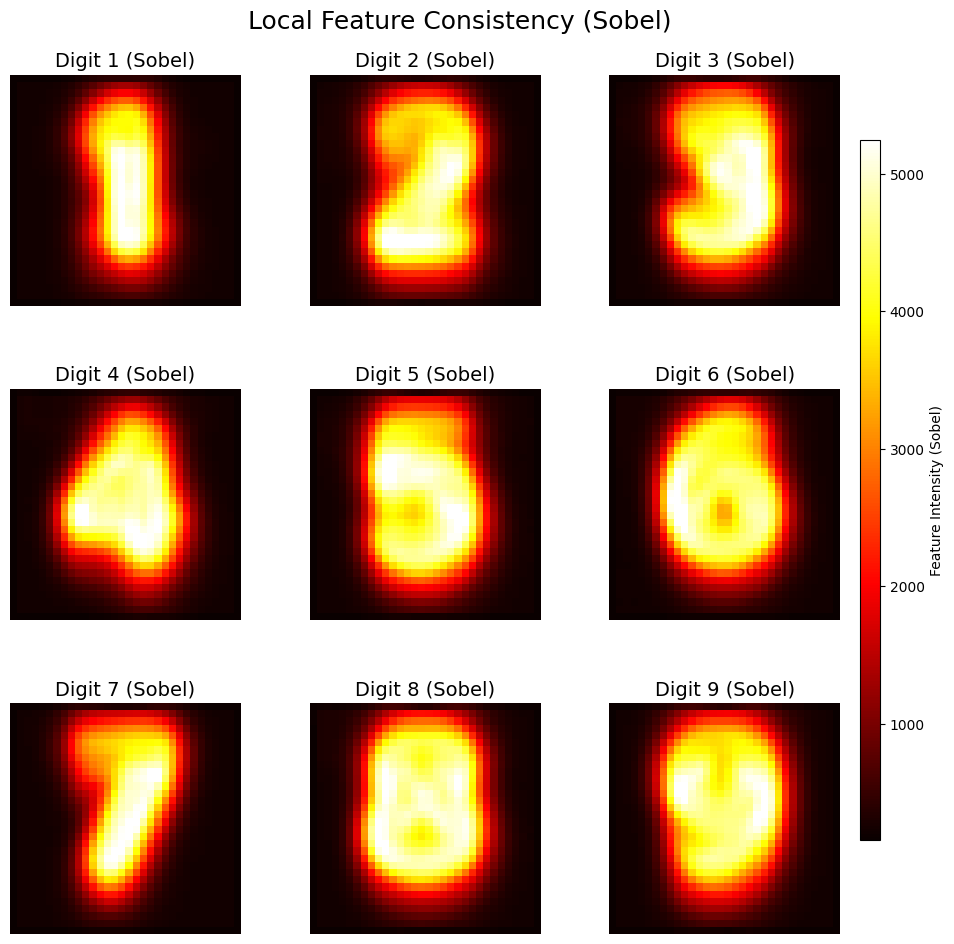 Local Feature Consistency (Sobel)
Digit 1 (Sobel)
Digit 2 (Sobel)
Digit 3 (Sobel)
Digit 4 (Sobel)
Digit 5 (Sobel)
Digit 6 (Sobel)
Digit 7 (Sobel)
Digit 8 (Sobel)
Digit 9 (Sobel)
5000
4000
3000
2000
1000
Feature Intensity (Sobel)